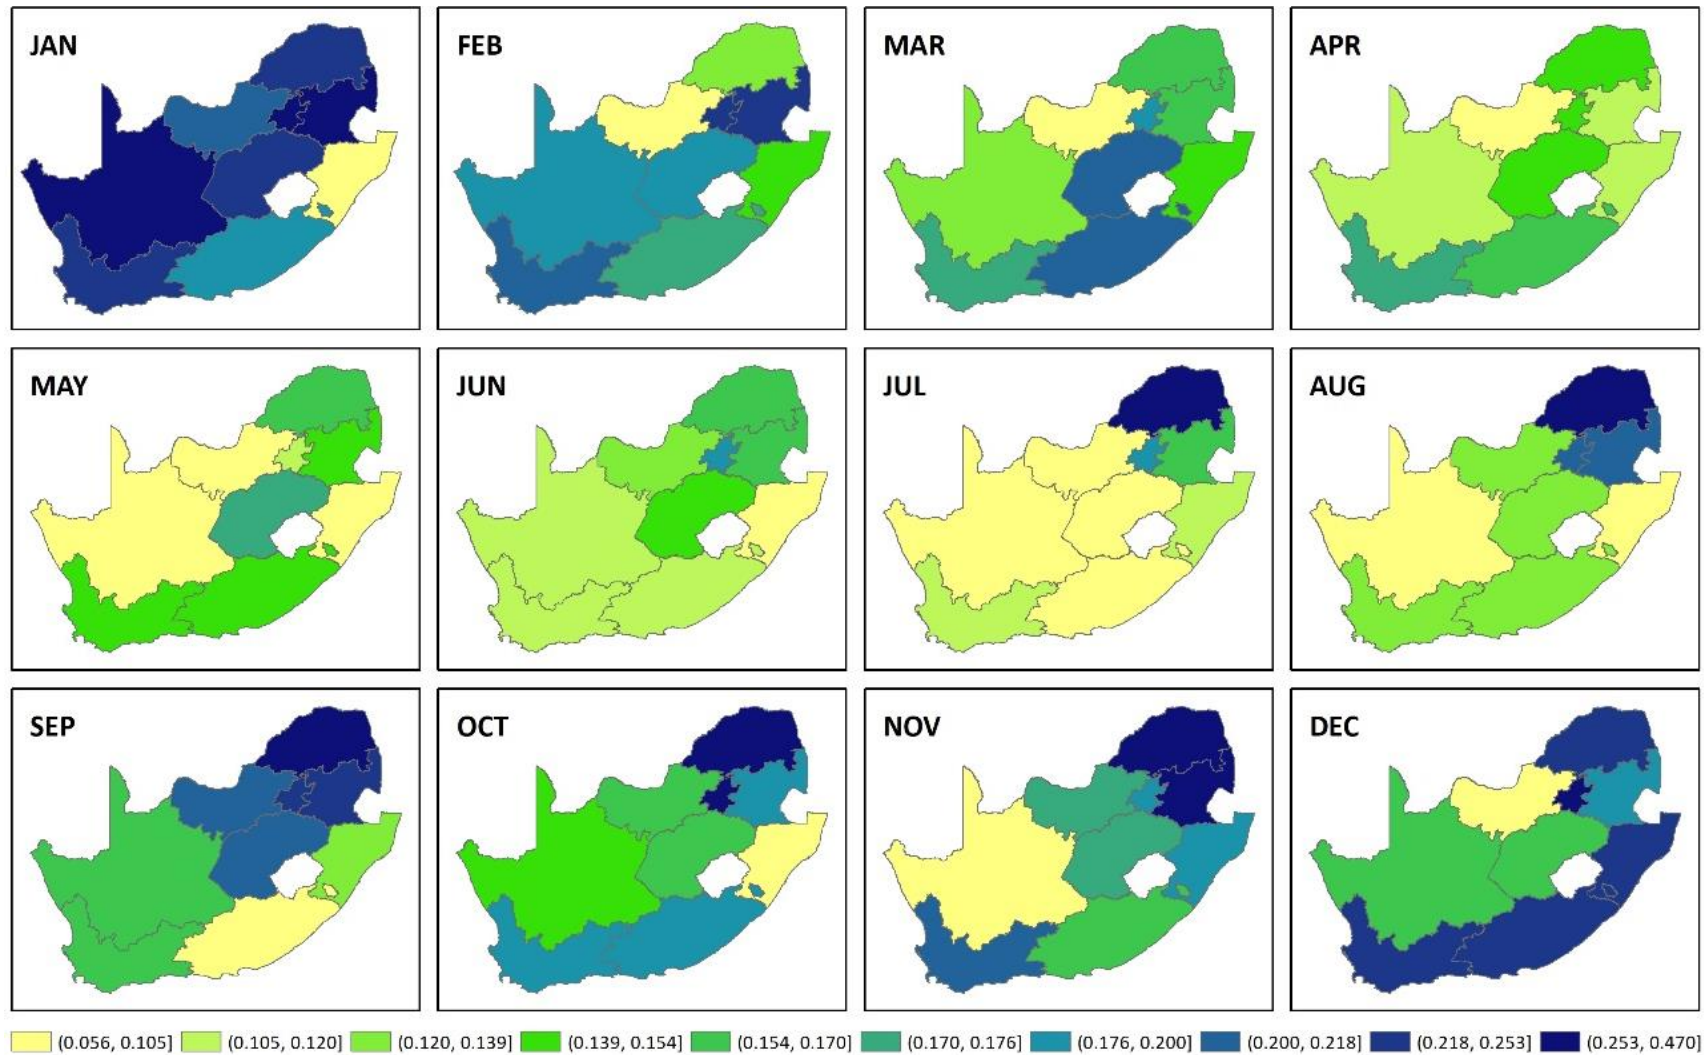 JAN
FEB
MAR
APR
MAY
JUN
JUL
AUG
SEP
OCT
NOV
DEC
(0.056, 0.105] (0.105, 0.120] (0.120, 0.139] (0.139, 0.154] (0.154, 0.170] (0.170, 0.176] (0.176, 0.200] (0.200, 0.218] (0.218, 0.253] (0.253, 0.470]